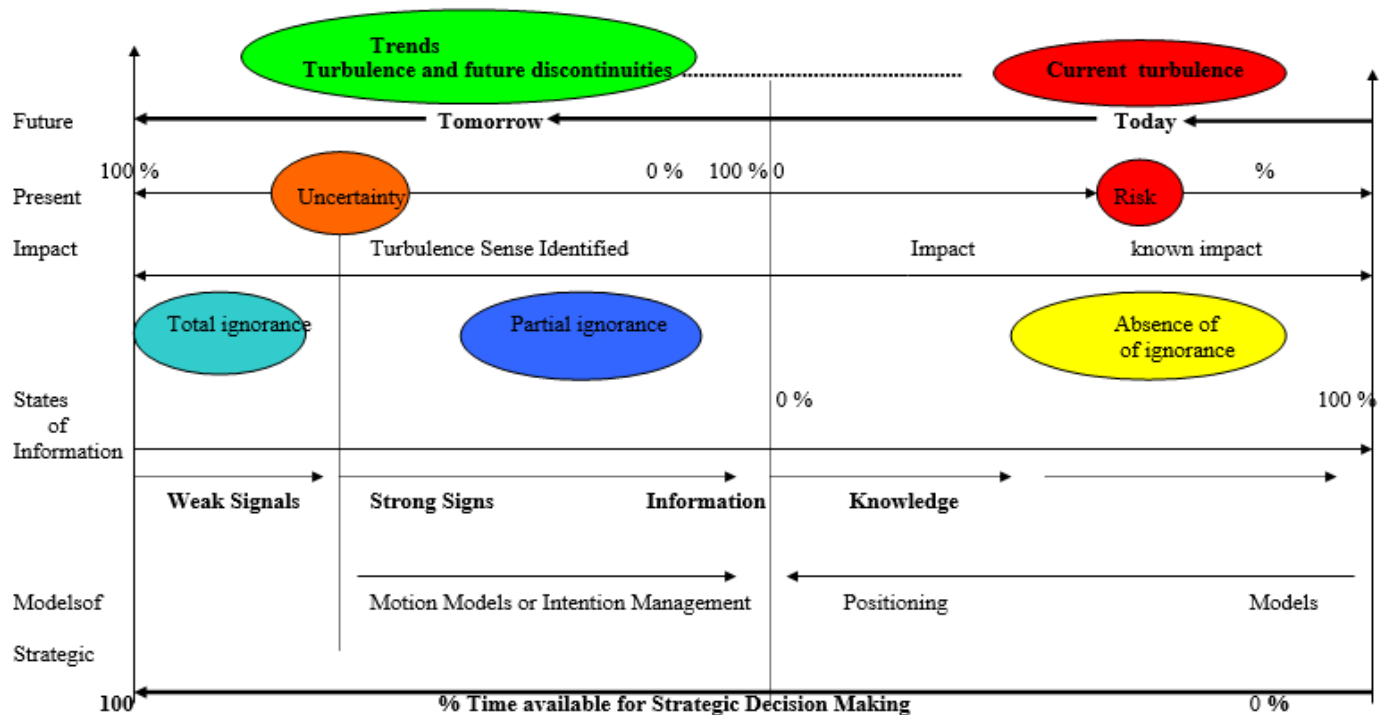 Trends
Turbulence and future discontinuities
Current turbulence
Future
Tomorrow
Today
100 %
0 %
100 % 0
%
Present
Uncertainty
Risk
Impact
Turbulence Sense Identified
Impact
known impact
Total ignorance
Partial ignorance
Absence of
of ignorance
States
of
Information
0 %
100 %
Weak Signals
Strong Signs
Information
Knowledge
Modelsof
Motion Models or Intention Management
Positioning
Models
Strategic
100
% Time available for Strategic Decision Making
0 %